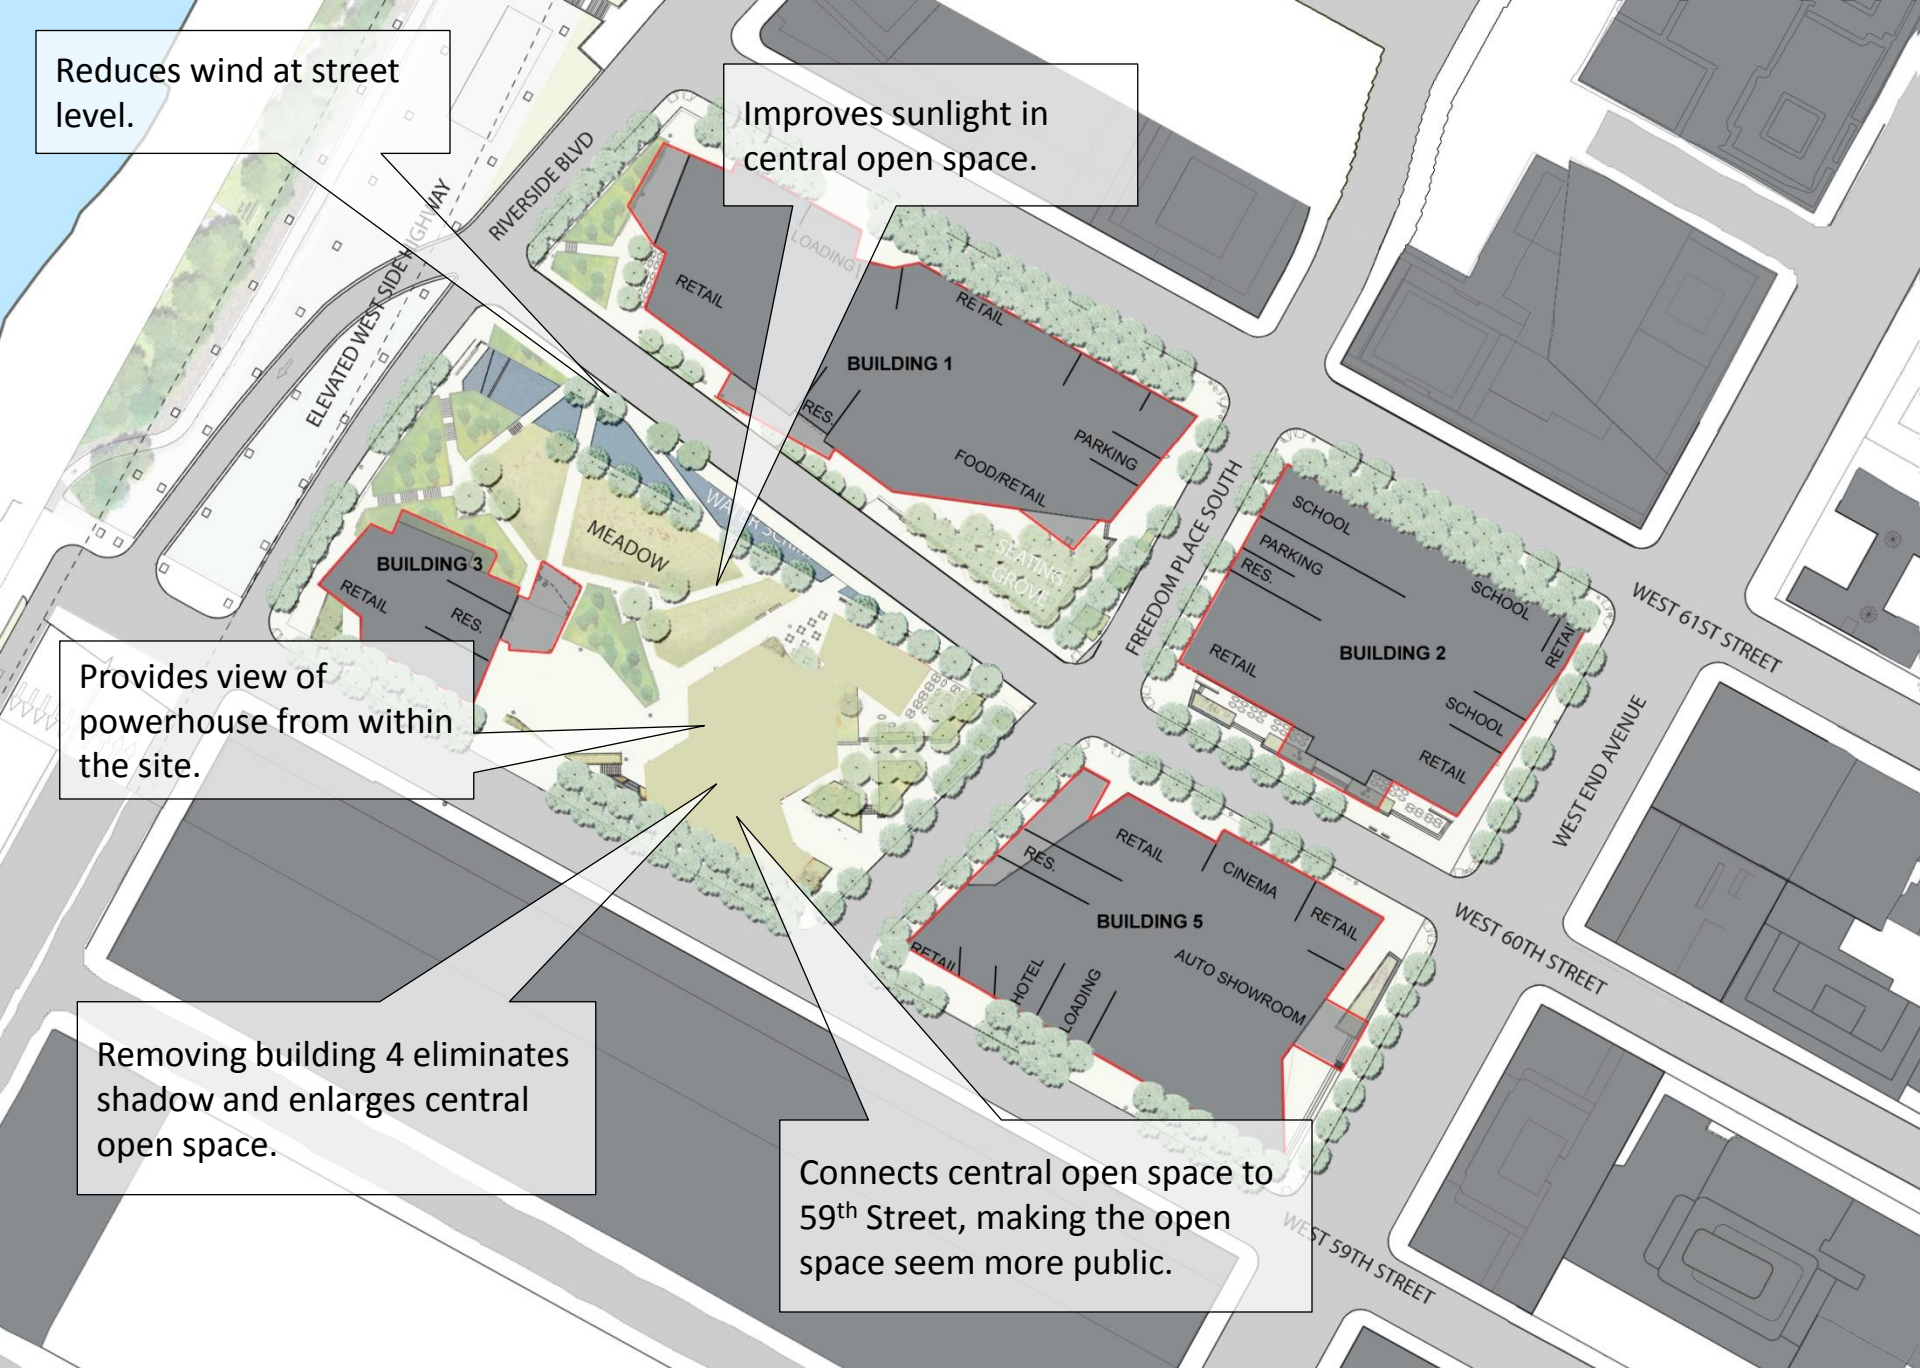 Reduces wind at street
level.
Improves sunlight in
central open space.
RIVERSIDE BLVD
ELEVATED WEST SIDE HIGHWAY
LOADING
RETAIL
RETAIL
BUILDING 1
RES.
PARKING
FOOD/RETAIL
SEATING
GROVE
MEADOW
BUILDING 3
RETAIL
RES.
FREEDOM PLACE SOUTH
SCHOOL
PARKING
RES.
SCHOOL
RETAIL
RETAIL
BUILDING 2
SCHOOL
RETAIL
WEST 61ST STREET
WEST END AVENUE
Provides view of
powerhouse from within
the site.
RETAIL
RES.
CINEMA
RETAIL
BUILDING 5
RETAIL
HOTEL
LOADING
AUTO SHOWROOM
WEST 60TH STREET
Removing building 4 eliminates
shadow and enlarges central
open space.
Connects central open space to
59th Street, making the open
space seem more public.
WEST 59TH STREET